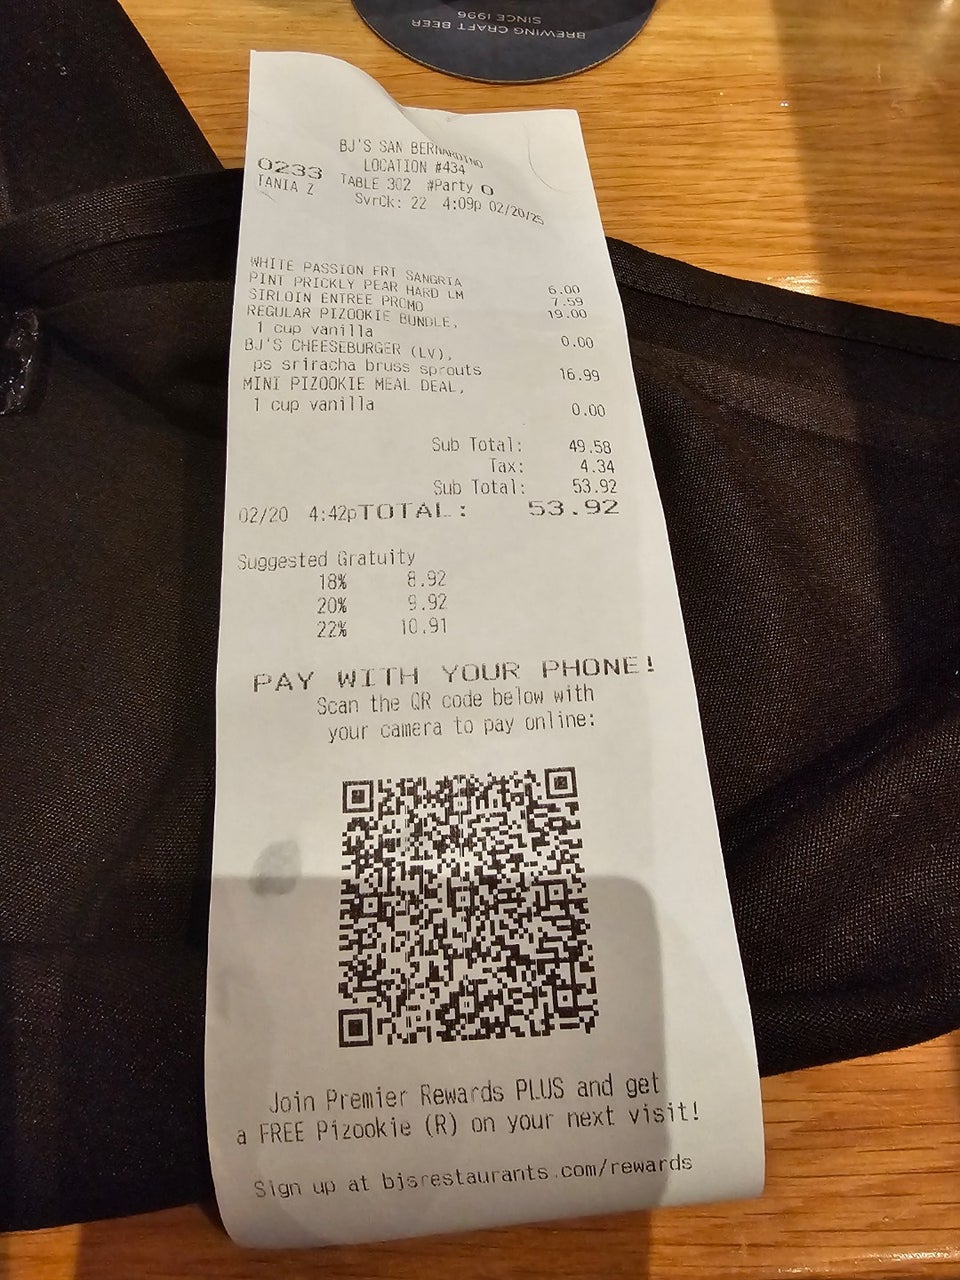 BREWING CRAFT BEER
SINCE 1996
BJ'S SAN BERNARDINO
LOCATION #434
0233 TABLE 302 #Party 0
TANIA Z SvrCk: 22 4:09p 02/20/25
WHITE PASSION FRT SANGRIA 6.00
PINT PRICKLY PEAR HARD LM 7.59
SIRLOIN ENTREE PROMO 19.00
REGULAR PIZOOKIE BUNDLE,
1 cup vanilla 0.00
BJ'S CHEESEBURGER (LV),
ps sriracha bruss sprouts 16.99
MINI PIZOOKIE MEAL DEAL,
1 cup vanilla 0.00
Sub Total: 49.58
Tax: 4.34
Sub Total: 53.92
02/20 4:42pTOTAL: 53.92
Suggested Gratuity
18% 8.92
20% 9.92
22% 10.91
PAY WITH YOUR PHONE!
Scan the QR code below with
your camera to pay online:
Join Premier Rewards PLUS and get
a FREE Pizookie (R) on your next visit!
Sign up at bjsrestaurants.com/rewards